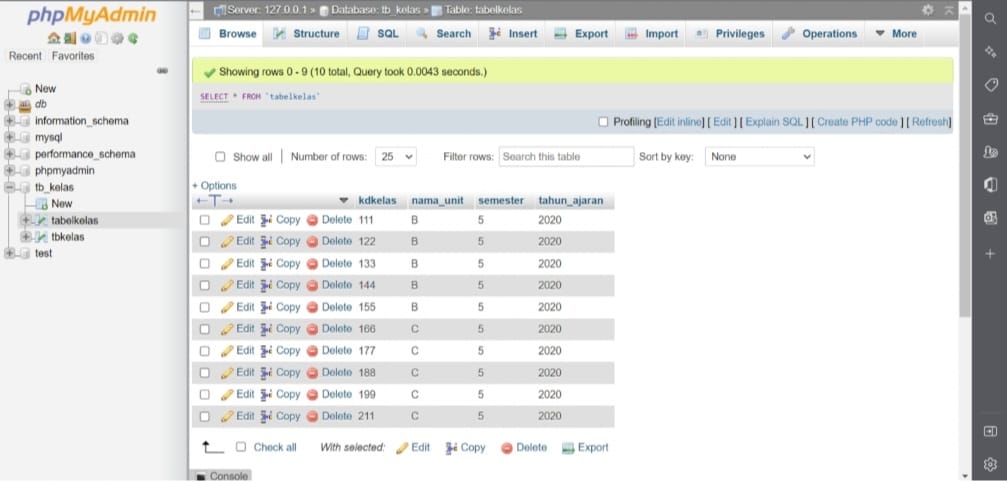 phpMyAdmin
Recent Favorites
New
db
information_schema
mysql
performance_schema
phpmyadmin
tb_kelas
New
tabelkelas
tbkelas
test
Server: 127.0.0.1 » Database: tb_kelas » Table: tabelkelas
Browse Structure SQL Search Insert Export Import Privileges Operations More
Showing rows 0 - 9 (10 total, Query took 0.0043 seconds.)
SELECT * FROM `tabelkelas`
Profiling [Edit inline] [ Edit ] [ Explain SQL ] [ Create PHP code ] [ Refresh]
Show all | Number of rows: 25 Filter rows: Search this table Sort by key: None
+ Options
←T→ kdkelas nama_unit semester tahun_ajaran
Edit Copy Delete 111 B 5 2020
Edit Copy Delete 122 B 5 2020
Edit Copy Delete 133 B 5 2020
Edit Copy Delete 144 B 5 2020
Edit Copy Delete 155 B 5 2020
Edit Copy Delete 166 C 5 2020
Edit Copy Delete 177 C 5 2020
Edit Copy Delete 188 C 5 2020
Edit Copy Delete 199 C 5 2020
Edit Copy Delete 211 C 5 2020
Check all With selected: Edit Copy Delete Export
Console